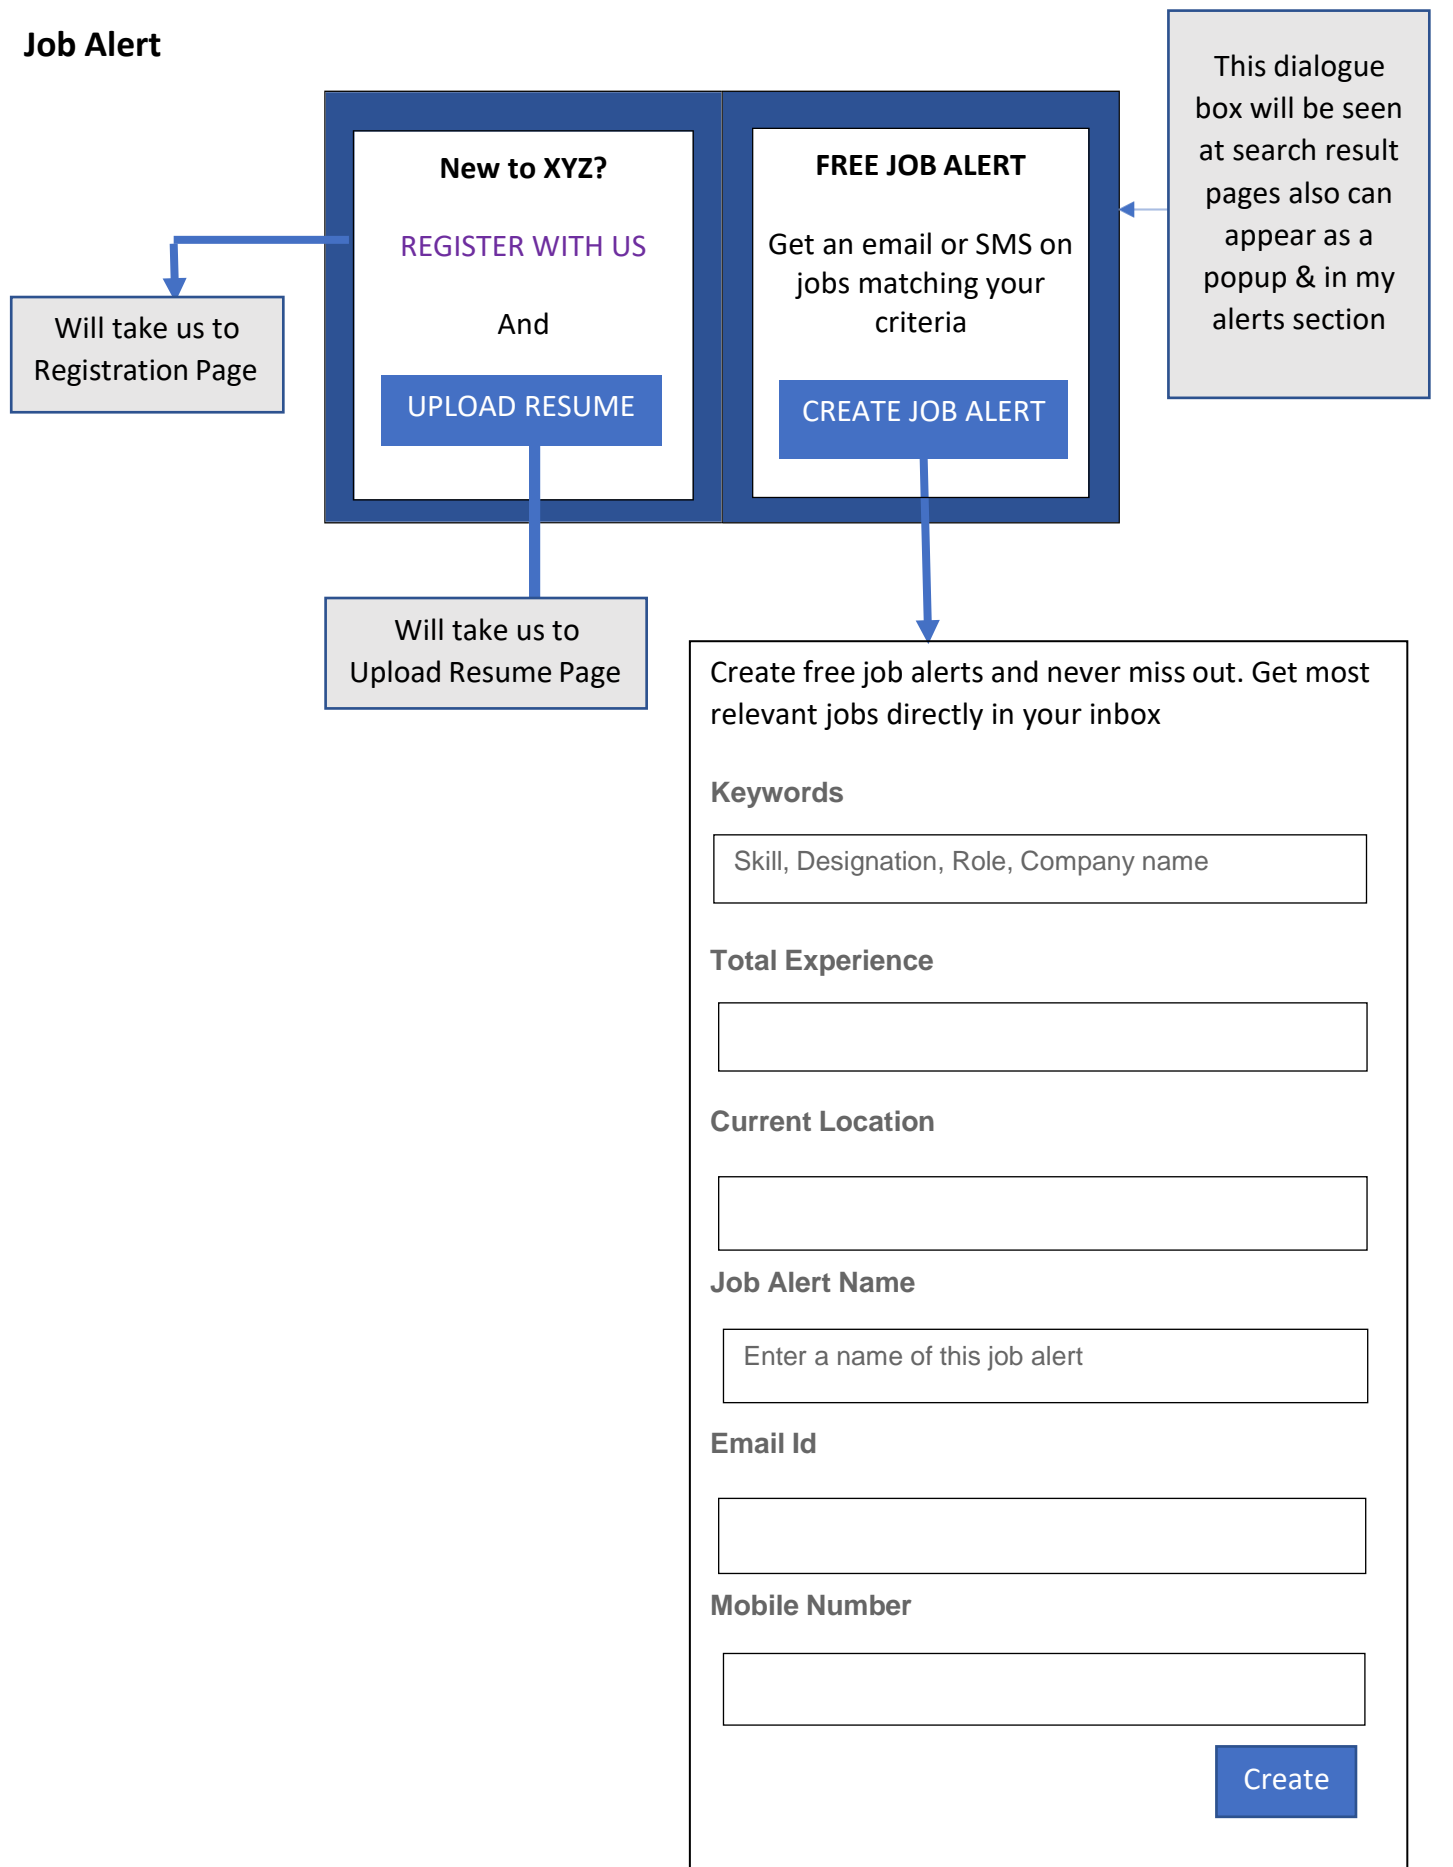 Job Alert
This dialogue
box will be seen
at search result
pages also can
appear as a
popup & in my
alerts section
New to XYZ?
REGISTER WITH US
And
UPLOAD RESUME
FREE JOB ALERT
Get an email or SMS on
jobs matching your
criteria
CREATE JOB ALERT
Will take us to
Registration Page
Will take us to
Upload Resume Page
Create free job alerts and never miss out. Get most
relevant jobs directly in your inbox
Keywords
Skill, Designation, Role, Company name
Total Experience
Current Location
Job Alert Name
Enter a name of this job alert
Email Id
Mobile Number
Create